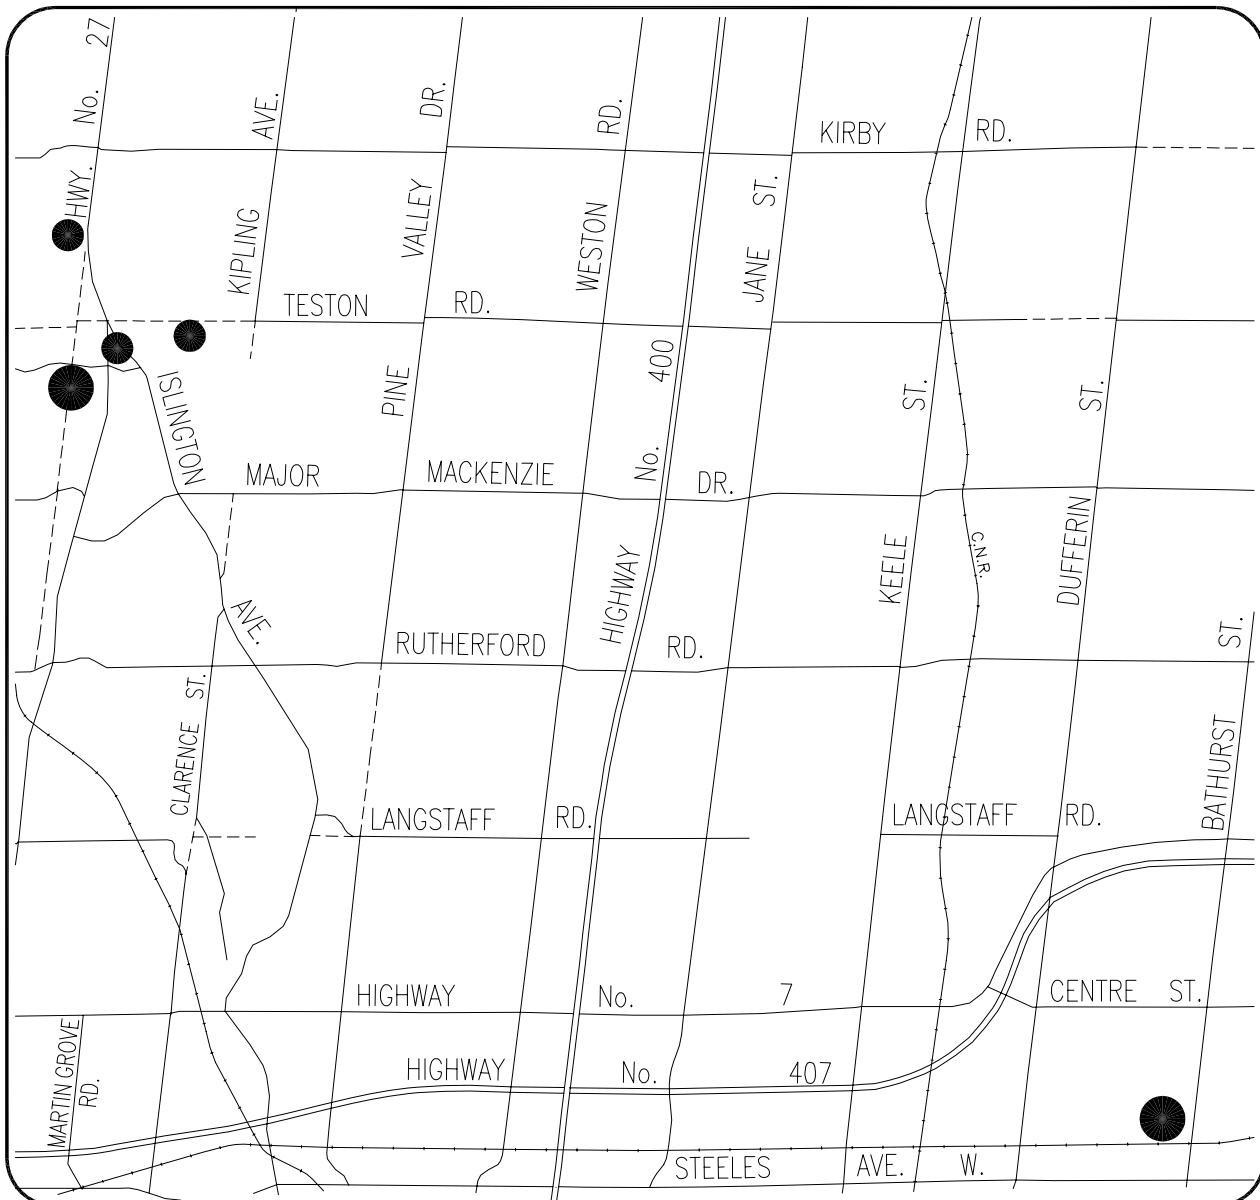 HWY. No. 27
KIPLING AVE.
PINE VALLEY DR.
WESTON RD.
KIRBY RD.
JANE ST.
TESTON RD.
HIGHWAY No. 400
ISLINGTON AVE.
MAJOR MACKENZIE DR.
KEELE ST.
C.N.R.
DUFFERIN ST.
RUTHERFORD RD.
CLARENCE ST.
BATHURST ST.
LANGSTAFF RD.
LANGSTAFF RD.
HIGHWAY No. 7
CENTRE ST.
MARTIN GROVE RD.
HIGHWAY No. 407
STEELES AVE. W.